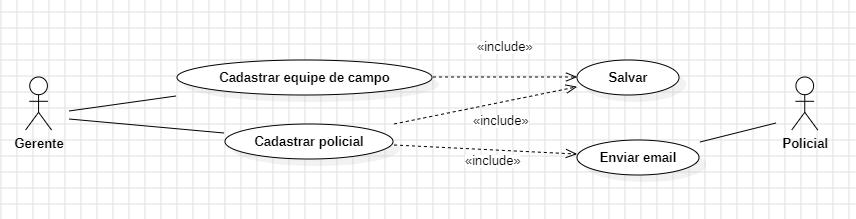 «include»
Cadastrar equipe de campo
Salvar
«include»
Gerente
Cadastrar policial
Policial
Enviar email
«include»